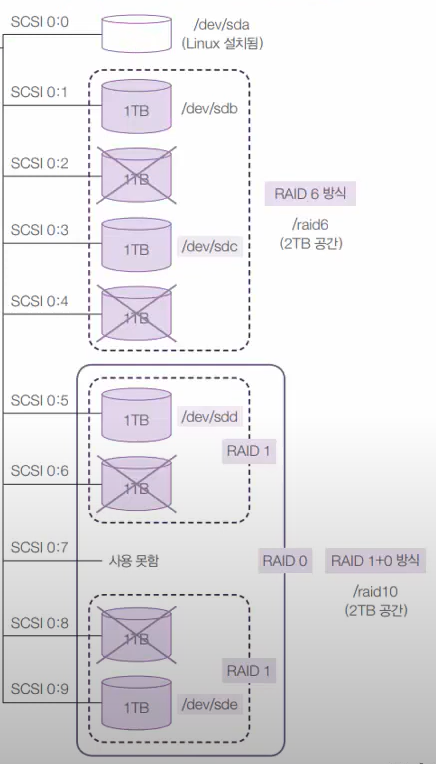 SCSI 0:0
/dev/sda
(Linux 설치됨)
SCSI 0:1
1TB
/dev/sdb
SCSI 0:2
1TB
RAID 6 방식
/raid6
(2TB 공간)
SCSI 0:3
1TB
/dev/sdc
SCSI 0:4
1TB
SCSI 0:5
1TB
/dev/sdd
RAID 1
SCSI 0:6
1TB
SCSI 0:7
사용 못함
RAID 0
RAID 1+0 방식
/raid10
(2TB 공간)
SCSI 0:8
1TB
RAID 1
SCSI 0:9
1TB
/dev/sde